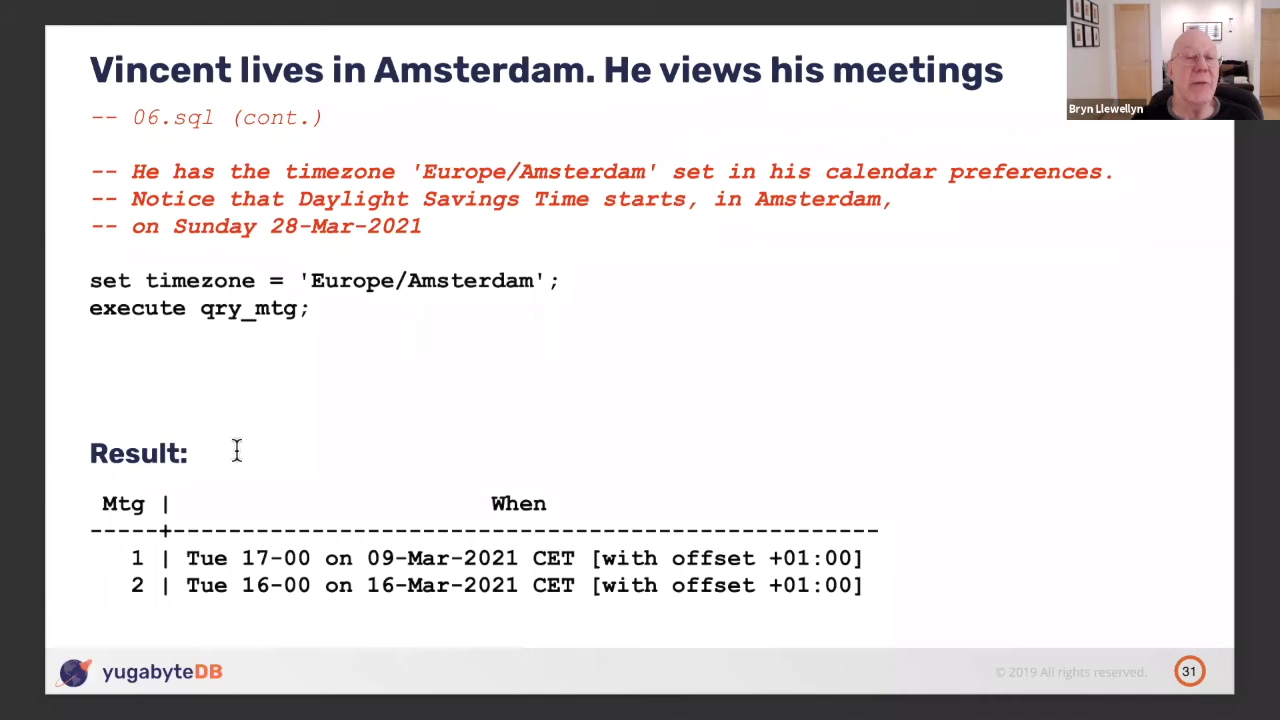 Vincent lives in Amsterdam. He views his meetings
Bryn Llewellyn
-- 06.sql (cont.)
-- He has the timezone 'Europe/Amsterdam' set in his calendar preferences.
-- Notice that Daylight Savings Time starts, in Amsterdam,
-- on Sunday 28-Mar-2021
set timezone = 'Europe/Amsterdam';
execute qry_mtg;
Result:
Mtg | When
-----+---------------------------------------------------
1 | Tue 17-00 on 09-Mar-2021 CET [with offset +01:00]
2 | Tue 16-00 on 16-Mar-2021 CET [with offset +01:00]
yugabyteDB
© 2019 All rights reserved.
31